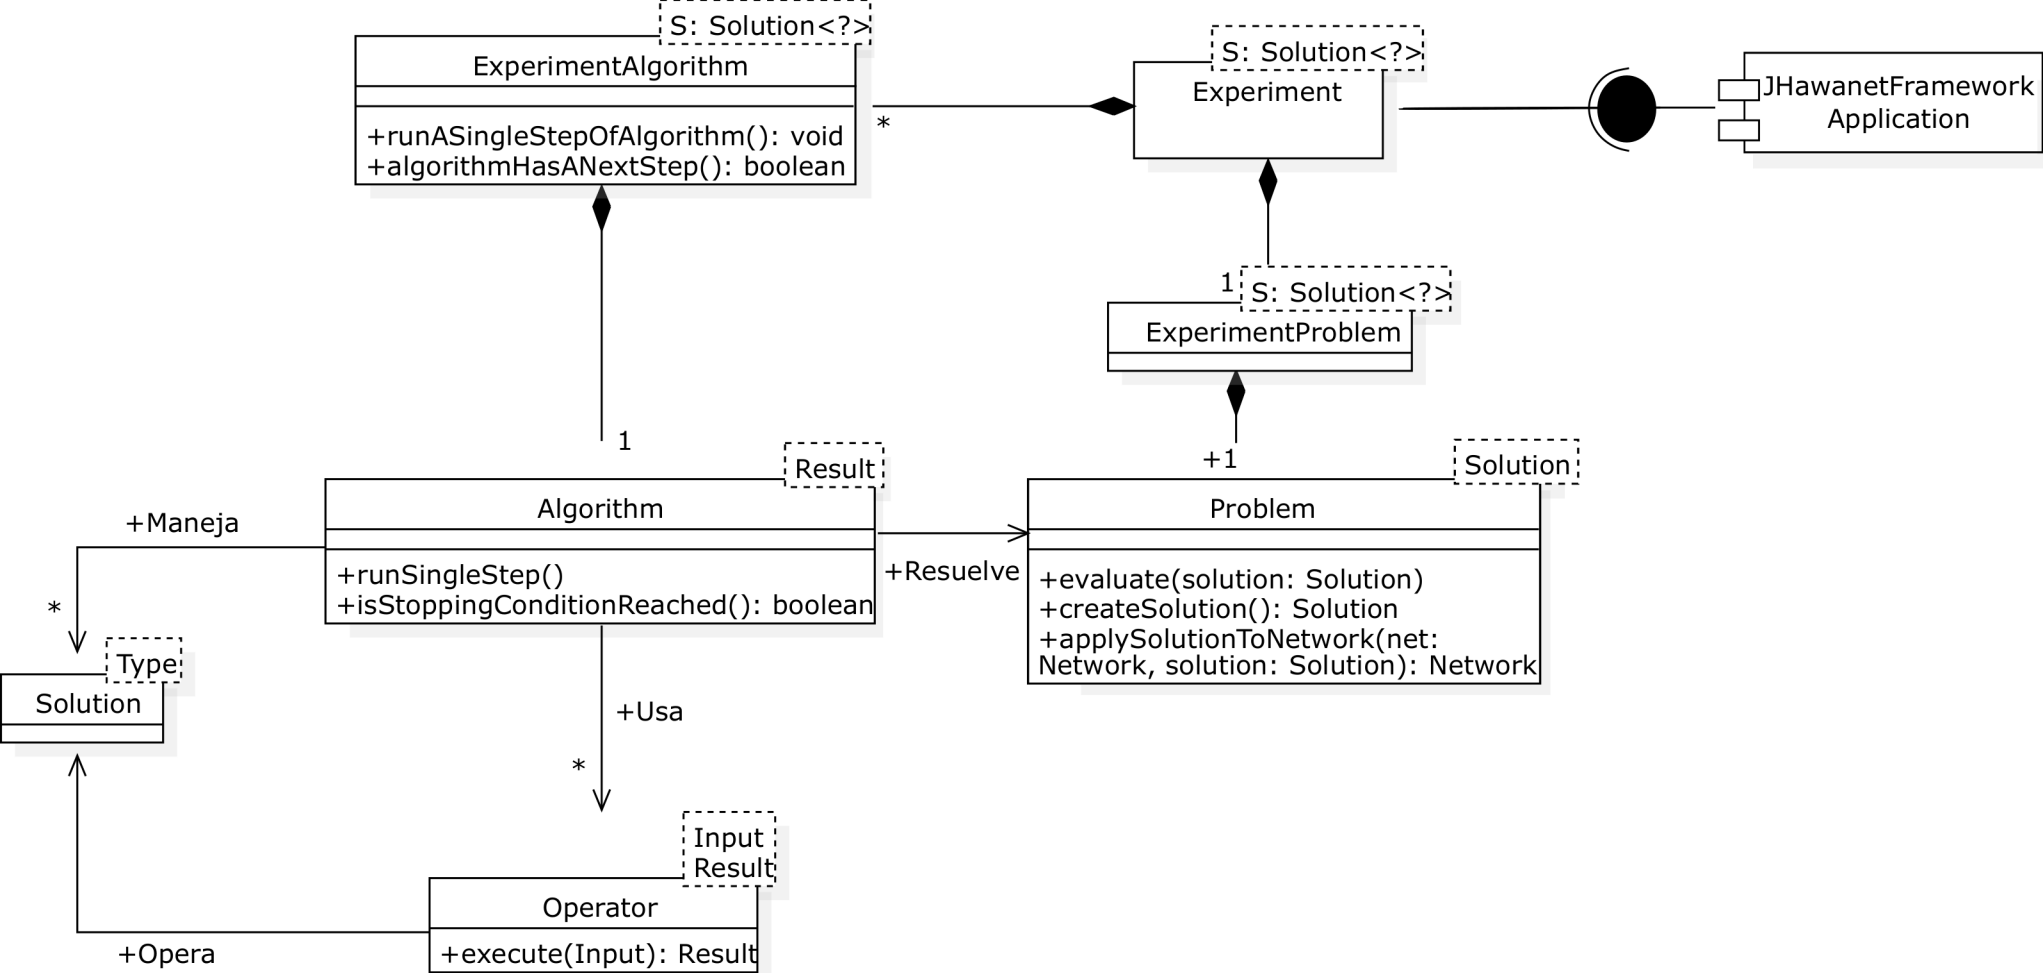 S: Solution<?>
ExperimentAlgorithm
+runASingleStepOfAlgorithm(): void
+algorithmHasANextStep(): boolean
*
S: Solution<?>
Experiment
JHawanetFramework
Application
1
S: Solution<?>
ExperimentProblem
1
+1
Result
Algorithm
+runSingleStep()
+isStoppingConditionReached(): boolean
+Resuelve
Solution
Problem
+evaluate(solution: Solution)
+createSolution(): Solution
+applySolutionToNetwork(net:
Network, solution: Solution): Network
+Maneja
*
Type
Solution
+Usa
*
Input
Result
Operator
+execute(Input): Result
+Opera